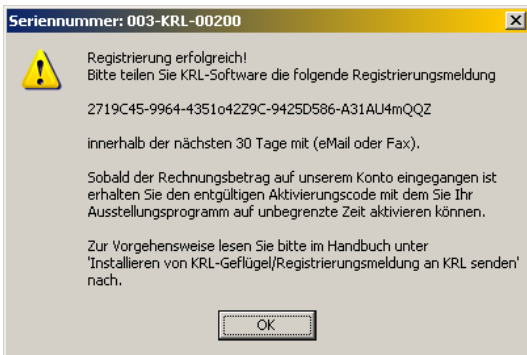 Seriennummer: 003-KRL-00200
Registrierung erfolgreich!
Bitte teilen Sie KRL-Software die folgende Registrierungsmeldung
2719C45-9964-4351o42Z9C-9425D586-A31AU4mQQZ
innerhalb der nächsten 30 Tage mit (eMail oder Fax).
Sobald der Rechnungsbetrag auf unserem Konto eingegangen ist
erhalten Sie den entgültigen Aktivierungscode mit dem Sie Ihr
Ausstellungsprogramm auf unbegrenzte Zeit aktivieren können.
Zur Vorgehensweise lesen Sie bitte im Handbuch unter
'Installieren von KRL-Geflügel/Registrierungsmeldung an KRL senden'
nach.
OK